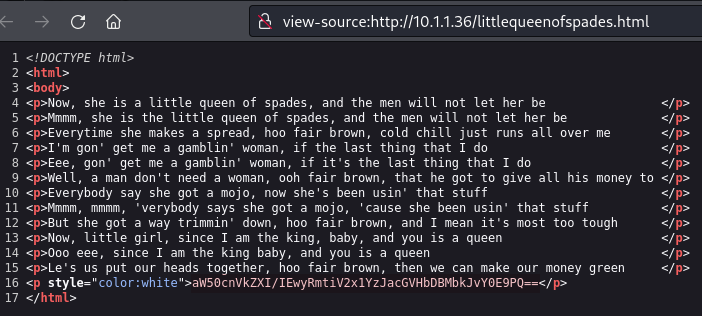 view-source:http://10.1.1.36/littlequeenofspades.html
1 <!DOCTYPE html>
2 <html>
3 <body>
4 <p>Now, she is a little queen of spades, and the men will not let her be </p>
5 <p>Mmmm, she is the little queen of spades, and the men will not let her be </p>
6 <p>Everytime she makes a spread, hoo fair brown, cold chill just runs all over me </p>
7 <p>I'm gon' get me a gamblin' woman, if the last thing that I do </p>
8 <p>Eee, gon' get me a gamblin' woman, if it's the last thing that I do </p>
9 <p>Well, a man don't need a woman, ooh fair brown, that he got to give all his money to </p>
10 <p>Everybody say she got a mojo, now she's been usin' that stuff </p>
11 <p>Mmmm, mmmm, 'verybody says she got a mojo, 'cause she been usin' that stuff </p>
12 <p>But she got a way trimmin' down, hoo fair brown, and I mean it's most too tough </p>
13 <p>Now, little girl, since I am the king, baby, and you is a queen </p>
14 <p>Ooo eee, since I am the king baby, and you is a queen </p>
15 <p>Le's us put our heads together, hoo fair brown, then we can make our money green </p>
16 <p style="color:white">aW50cnVkZXI/IEwyRmtiV2x1YzJacGVHbDBMbkJvY0E9PQ==</p>
17 </html>